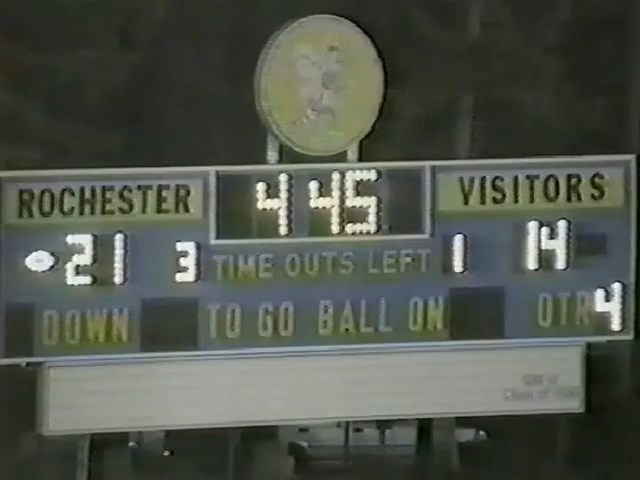 4 45
ROCHESTER VISITORS
21 3 TIME OUTS LEFT 1 14
DOWN TO GO BALL ON QTR 4